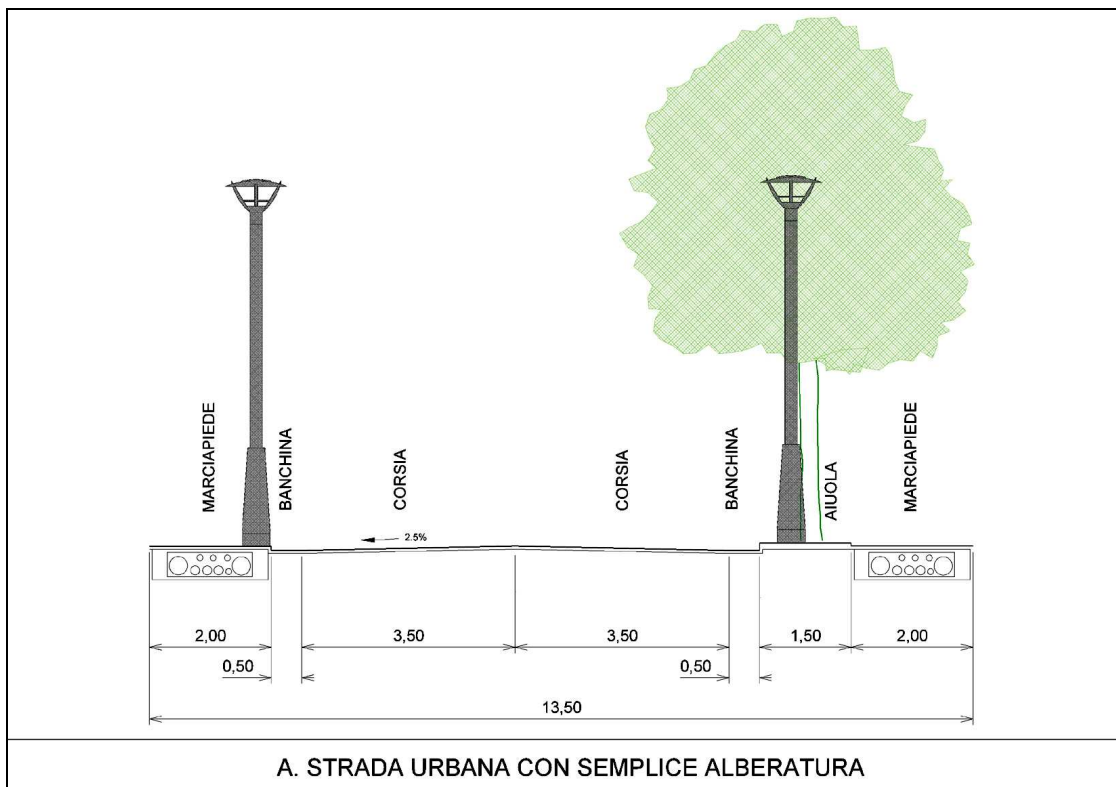 MARCIAPIEDE
BANCHINA
CORSIA
CORSIA
BANCHINA
AIUOLA
MARCIAPIEDE
2.5%
2,00
3,50
3,50
1,50
2,00
0,50
0,50
13,50
A. STRADA URBANA CON SEMPLICE ALBERATURA